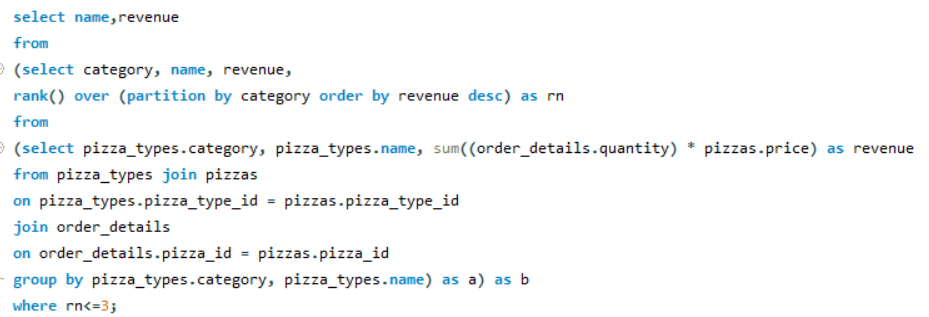 select name,revenue
from
(select category, name, revenue,
rank() over (partition by category order by revenue desc) as rn
from
(select pizza_types.category, pizza_types.name, sum((order_details.quantity) * pizzas.price) as revenue
from pizza_types join pizzas
on pizza_types.pizza_type_id = pizzas.pizza_type_id
join order_details
on order_details.pizza_id = pizzas.pizza_id
group by pizza_types.category, pizza_types.name) as a) as b
where rn<=3;